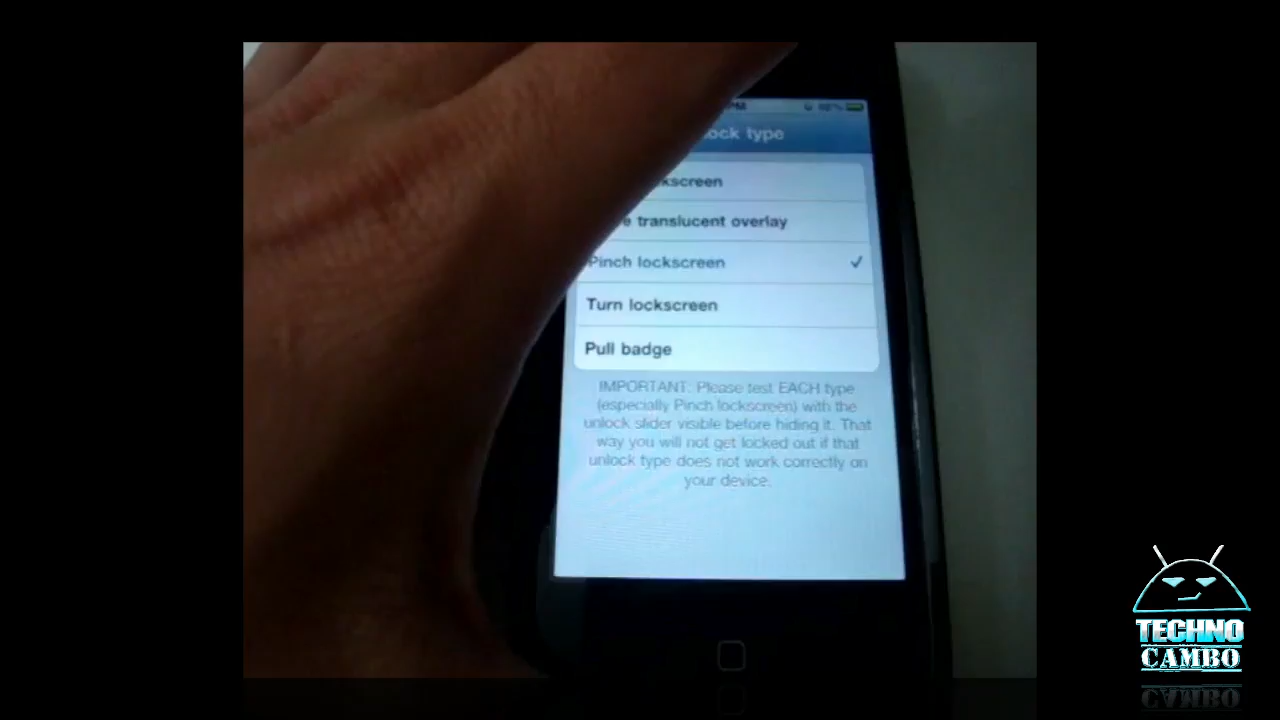 PM
lock type
kscreen
e translucent overlay
Pinch lockscreen
Turn lockscreen
Pull badge
IMPORTANT: Please test EACH type
(especially Pinch lockscreen) with the
unlock slider visible before hiding it. That
way you will not get locked out if that
unlock type does not work correctly on
your device.
TECHNO
CAMBO